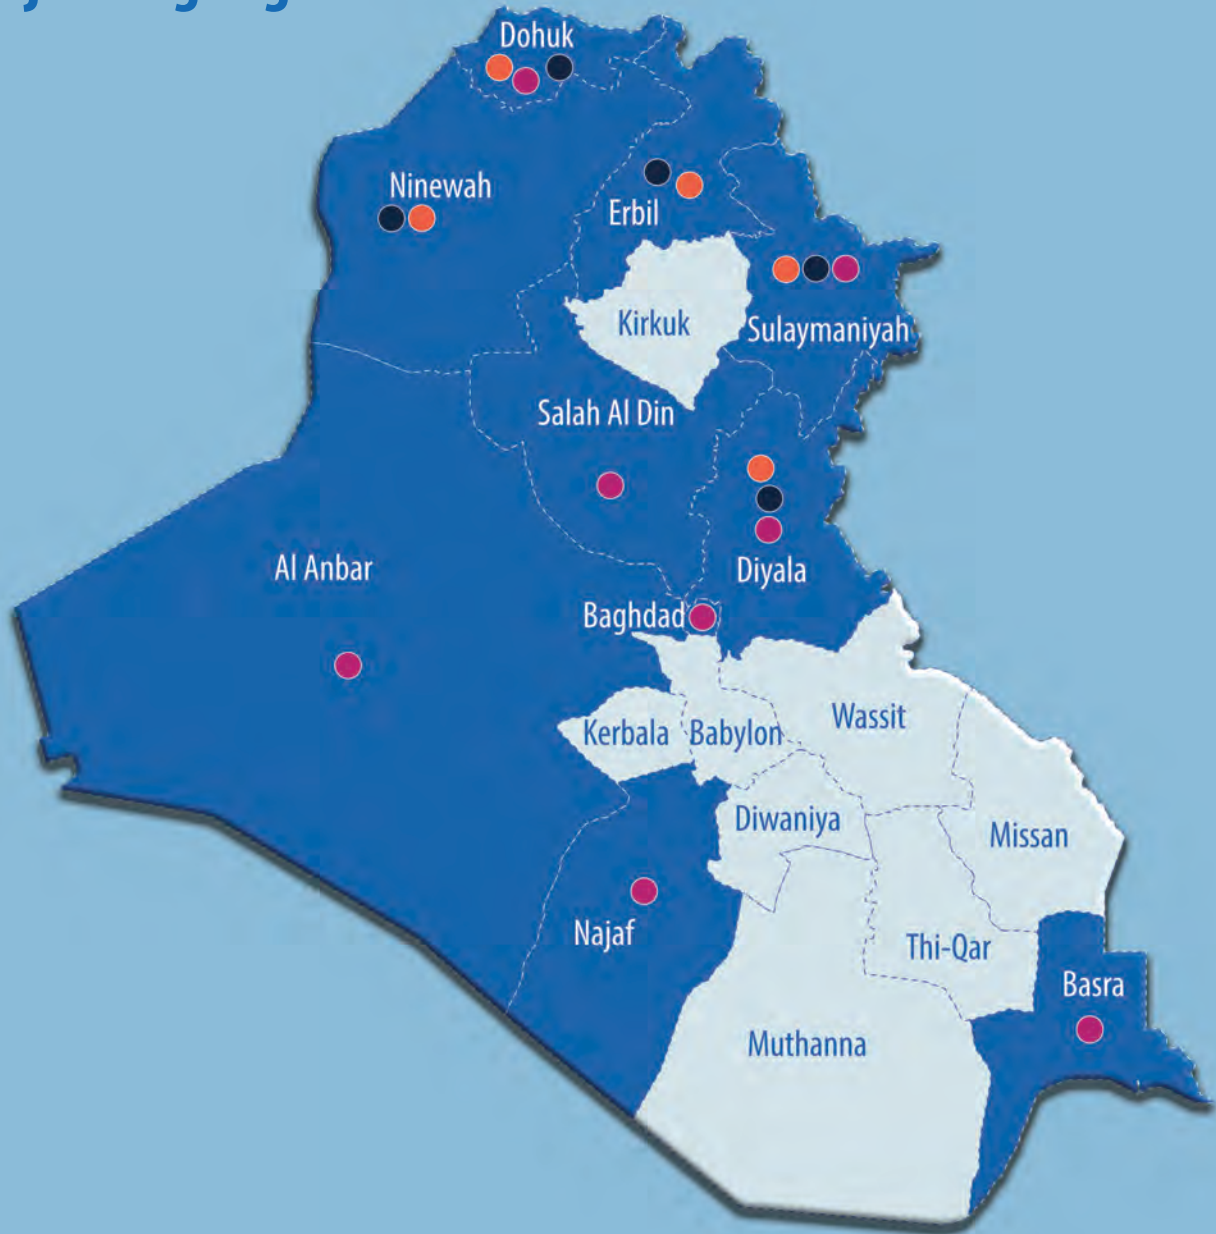 Dohuk
Ninewah
Erbil
Kirkuk
Sulaymaniyah
Salah Al Din
Al Anbar
Diyala
Baghdad
Kerbala
Babylon
Wassit
Diwaniya
Missan
Najaf
Thi-Qar
Basra
Muthanna